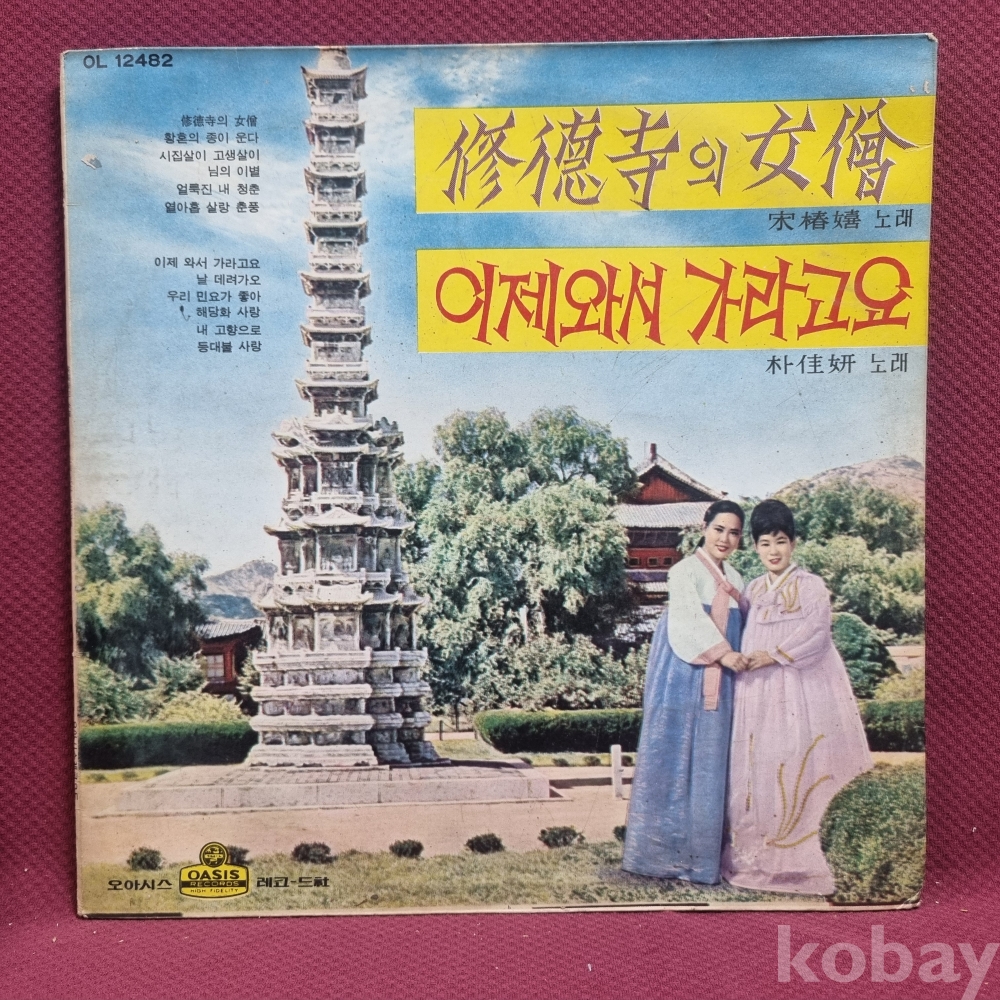 OL 12482
修德寺의 女僧
황혼의 종이 운다
시집살이 고생살이
님의 이별
얼룩진 내 청춘
열아홉 살랑 춘풍
이제 와서 가라고요
날 데려가오
우리 민요가 좋아
해당화 사랑
내 고향으로
등대불 사랑
修德寺의 女僧
宋椿嬉 노래
이제와서 가라고요
朴佳姸 노래
오아시스
OASIS
RECORDS
HIGH FIDELITY
레코-드社
kobay